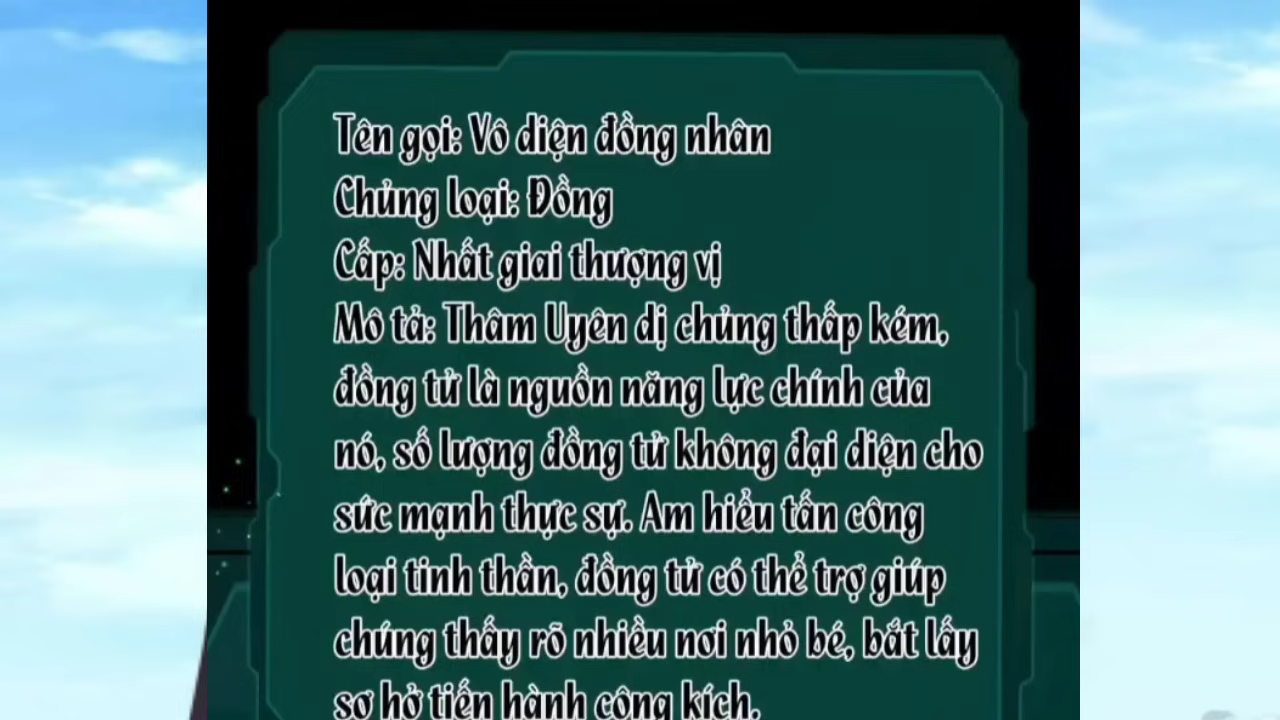 Tên gọi: Vô diện đồng nhân
Chủng loại: Đồng
Cấp: Nhất giai thượng vị
Mô tả: Thâm Uyên dị chủng thấp kém,
đồng tử là nguồn năng lực chính của
nó, số lượng đồng tử không đại diện cho
sức mạnh thực sự. Am hiểu tấn công
loại tinh thần, đồng tử có thể trợ giúp
chúng thấy rõ nhiều nơi nhỏ bé, bắt lấy
sơ hở tiến hành công kích.